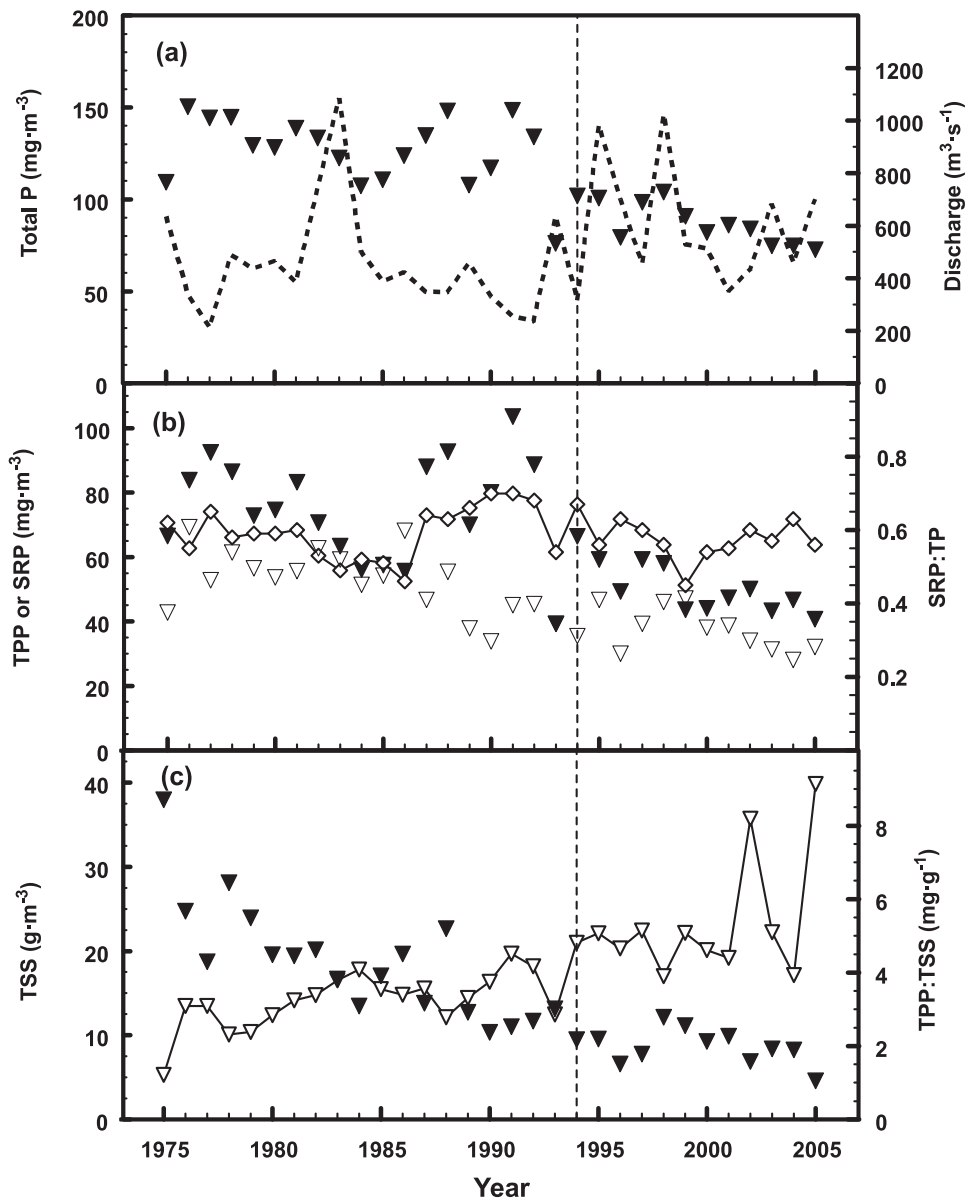 (a)
200
150
100
50
0
Total P (mg·m-3)
1200
1000
800
600
400
200
0
Discharge (m3·s-1)
(b)
100
80
60
40
20
0
TPP or SRP (mg·m-3)
0.8
0.6
0.4
0.2
SRP:TP
(c)
40
30
20
10
0
TSS (g·m-3)
8
6
4
2
0
TPP:TSS (mg·g-1)
1975 1980 1985 1990 1995 2000 2005
Year